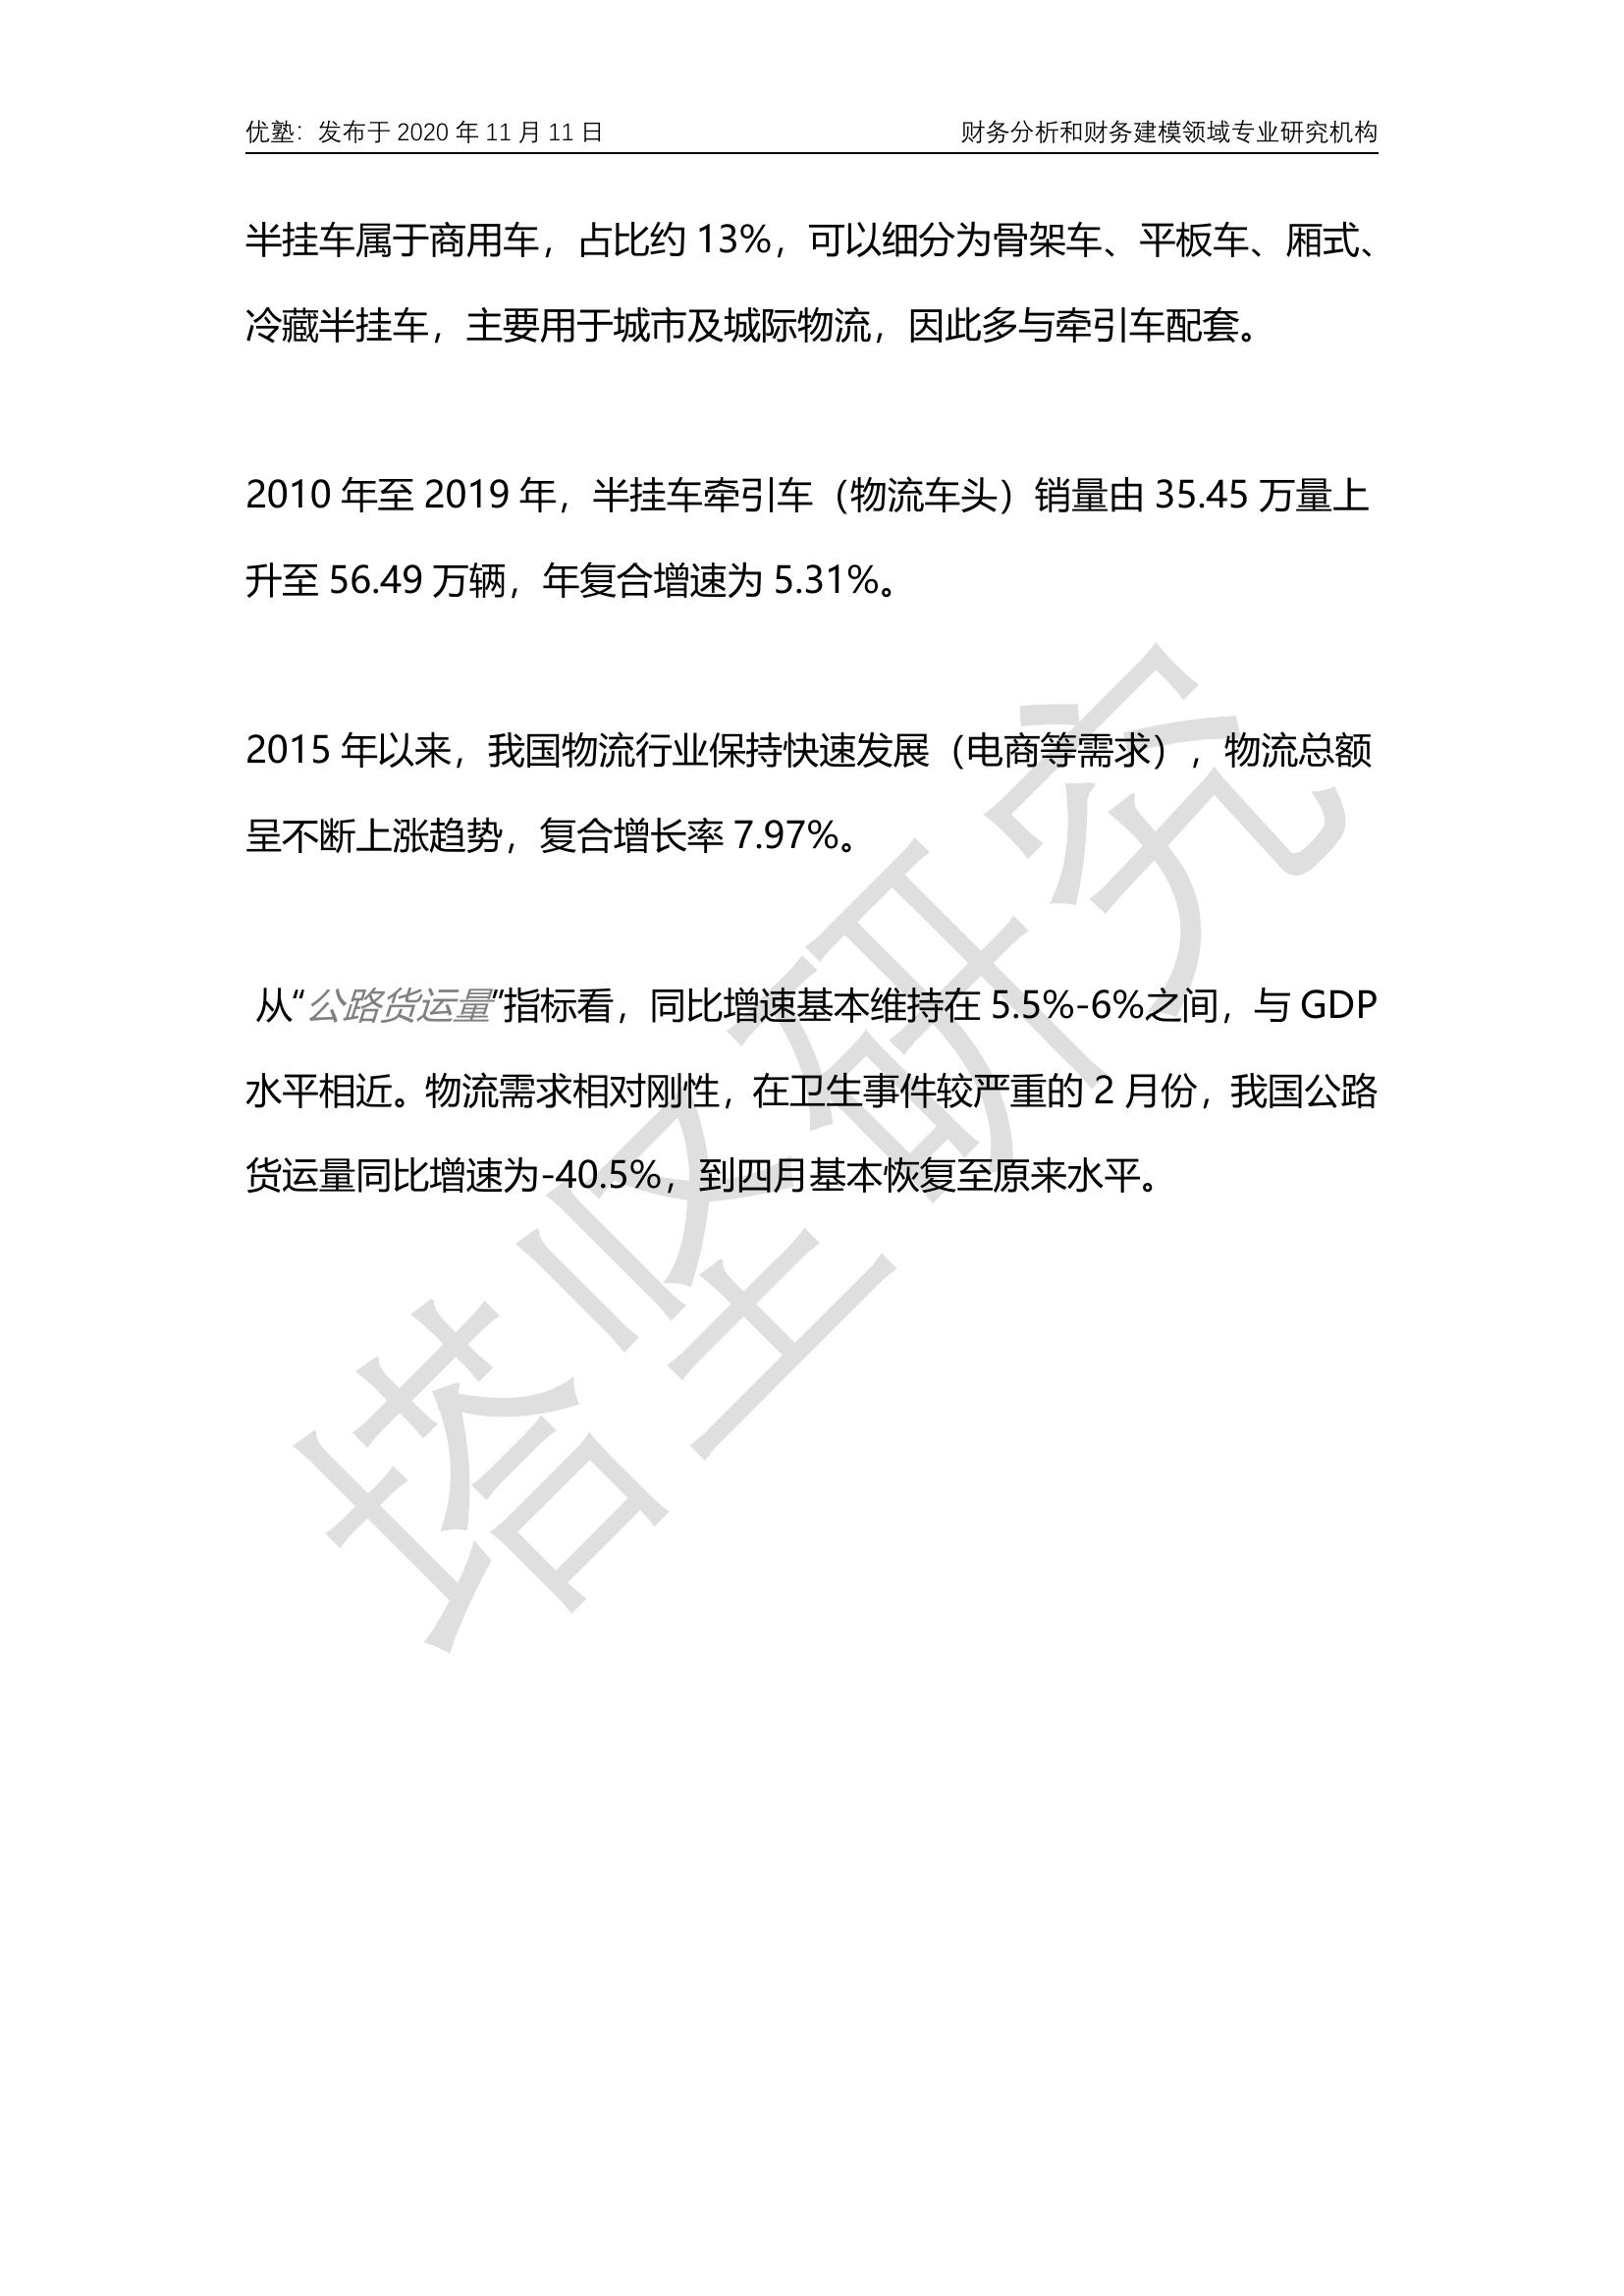 优塾：发布于 2020 年 11 月 11 日 财务分析和财务建模领域专业研究机构
半挂车属于商用车，占比约 13%，可以细分为骨架车、平板车、厢式、
冷藏半挂车，主要用于城市及城际物流，因此多与牵引车配套。
2010 年至 2019 年，半挂车牵引车（物流车头）销量由 35.45 万量上
升至 56.49 万辆，年复合增速为 5.31%。
2015 年以来，我国物流行业保持快速发展（电商等需求），物流总额
呈不断上涨趋势，复合增长率 7.97%。
从“公路货运量”指标看，同比增速基本维持在 5.5%-6%之间，与 GDP
水平相近。物流需求相对刚性，在卫生事件较严重的 2 月份，我国公路
货运量同比增速为-40.5%，到四月基本恢复至原来水平。
塔坚研究